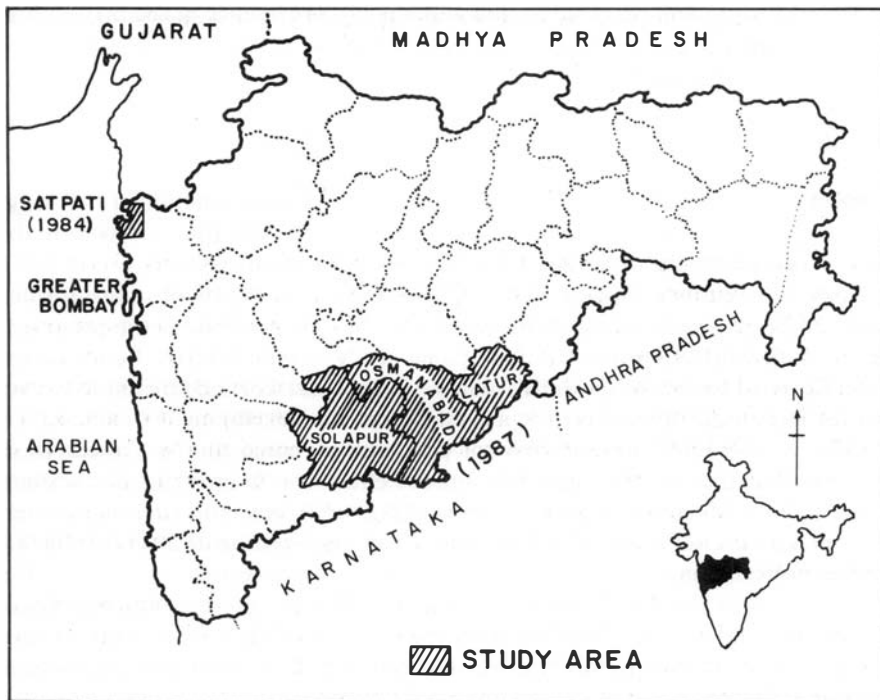 GUJARAT
MADHYA PRADESH
SATPATI
(1984)
GREATER
BOMBAY
ARABIAN
SEA
OSMANABAD
LATUR
SOLAPUR
(1987)
ANDHRA PRADESH
KARNATAKA
N
STUDY AREA